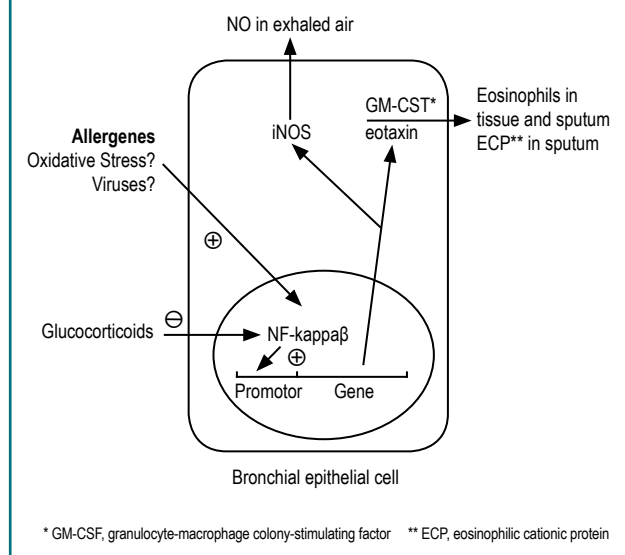 NO in exhaled air
GM-CST*
eotaxin
iNOS
Eosinophils in
tissue and sputum
ECP** in sputum
Allergenes
Oxidative Stress?
Viruses?
⊕
Glucocorticoids
⊖
NF-kappaβ
⊕
Promotor
Gene
Bronchial epithelial cell
* GM-CSF, granulocyte-macrophage colony-stimulating factor ** ECP, eosinophilic cationic protein